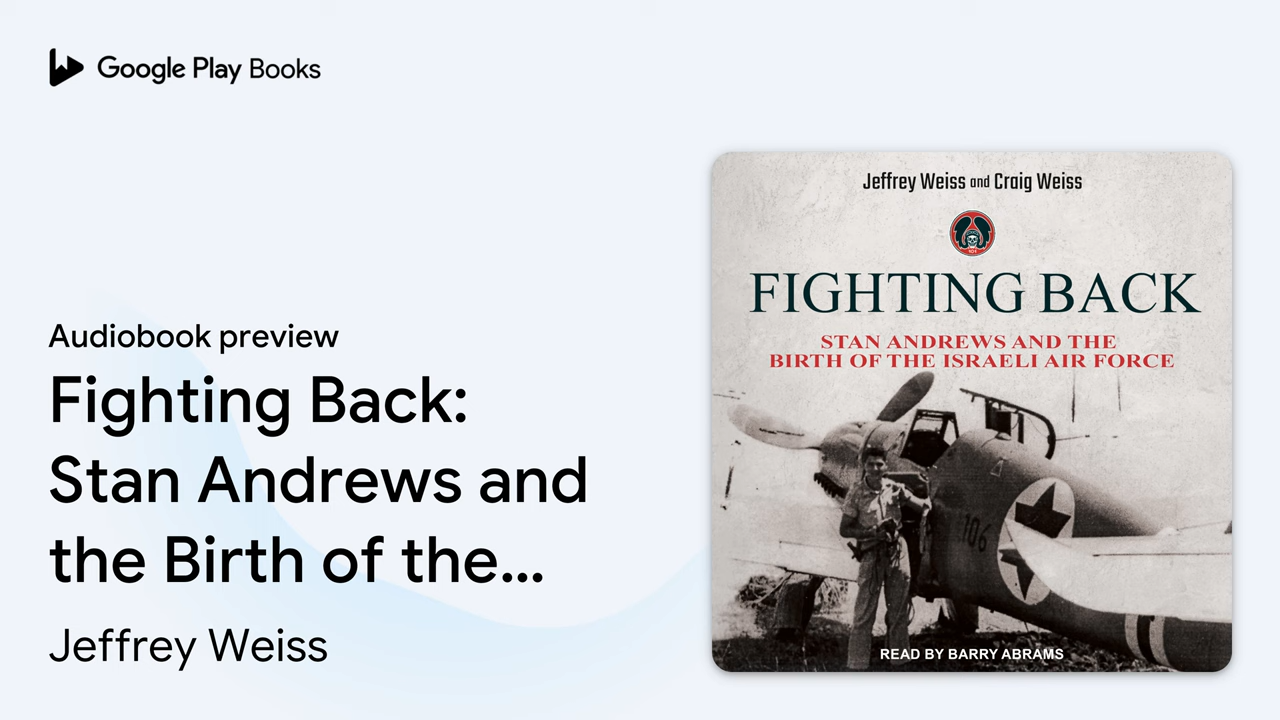 Google Play Books
Audiobook preview
Fighting Back:
Stan Andrews and
the Birth of the...
Jeffrey Weiss
Jeffrey Weiss and Craig Weiss
101
FIGHTING BACK
STAN ANDREWS AND THE
BIRTH OF THE ISRAELI AIR FORCE
106
READ BY BARRY ABRAMS